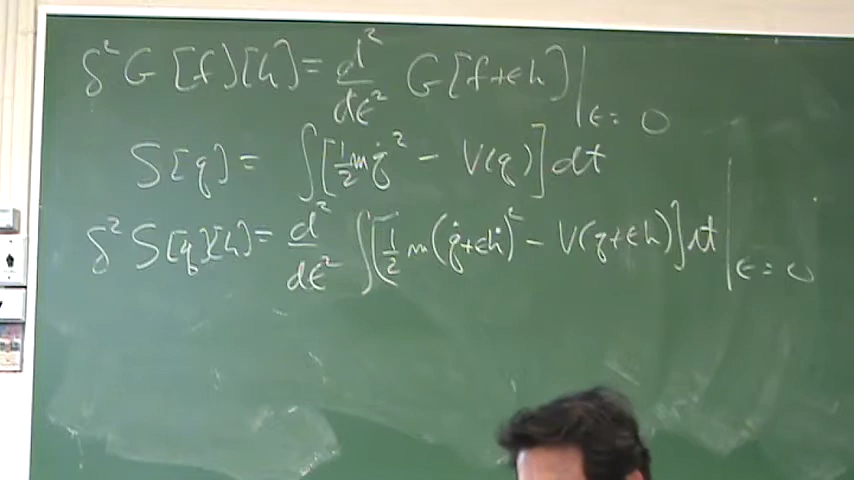 δ²G[f][h] = d²/dε² G[f+εh]|ε=0
S[q] = ∫[½mq̇² − V(q)]dt
δ²S[q][h] = d²/dε² ∫[½m(q̇+εḣ)² − V(q+εh)]dt|ε=0